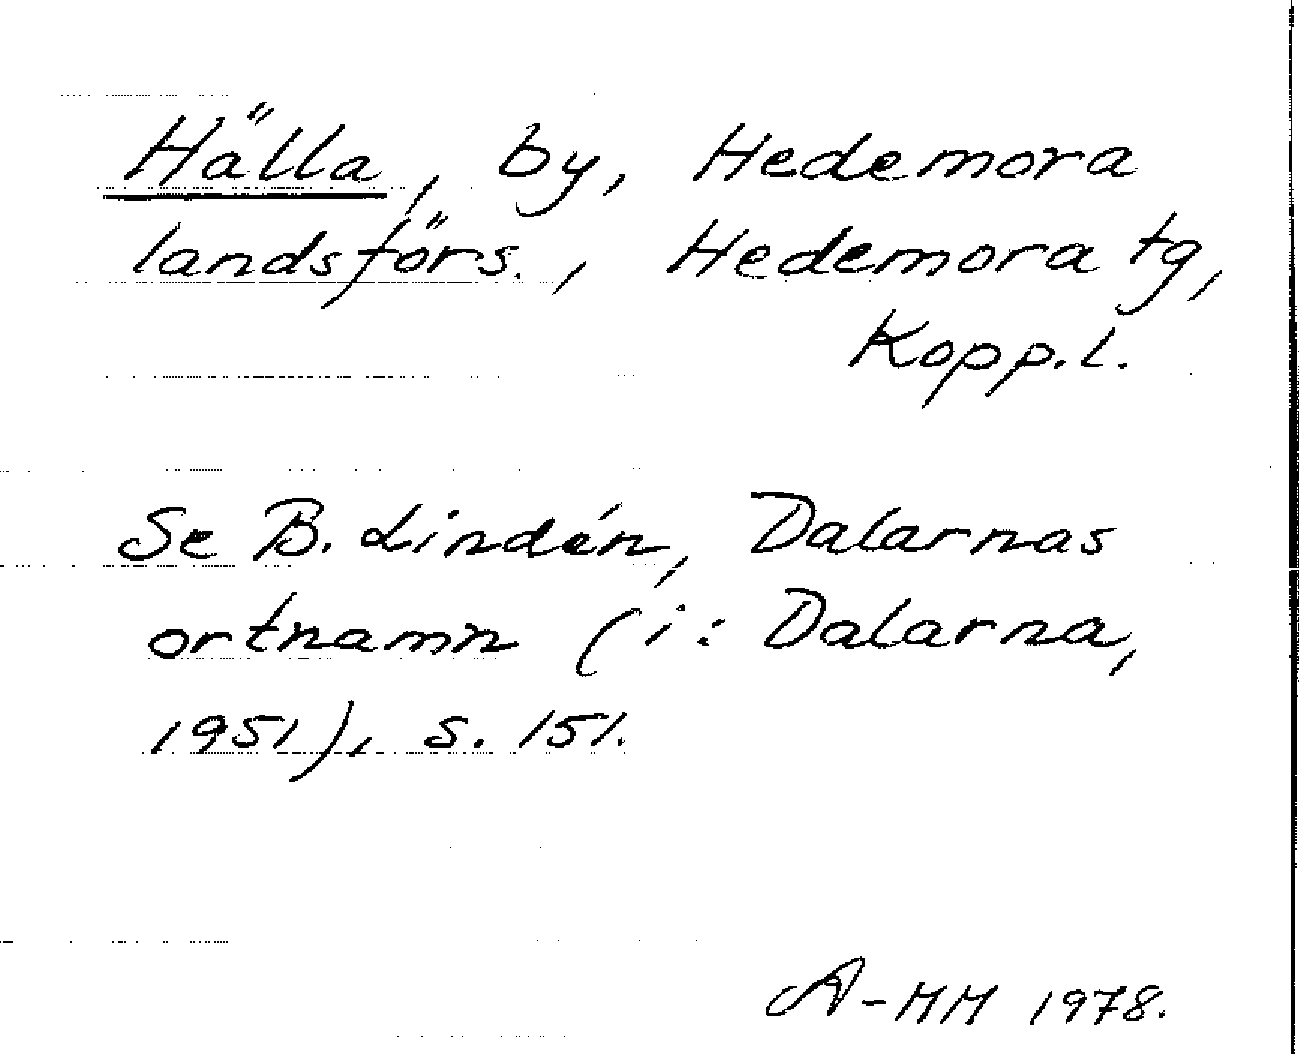 Hälla, by, Hedemora
landsförs., Hedemora tg,
Kopp.l.
Se B. Lindén, Dalarnas
ortnamn (i: Dalarna,
1951), s. 151.
A-MM 1978.